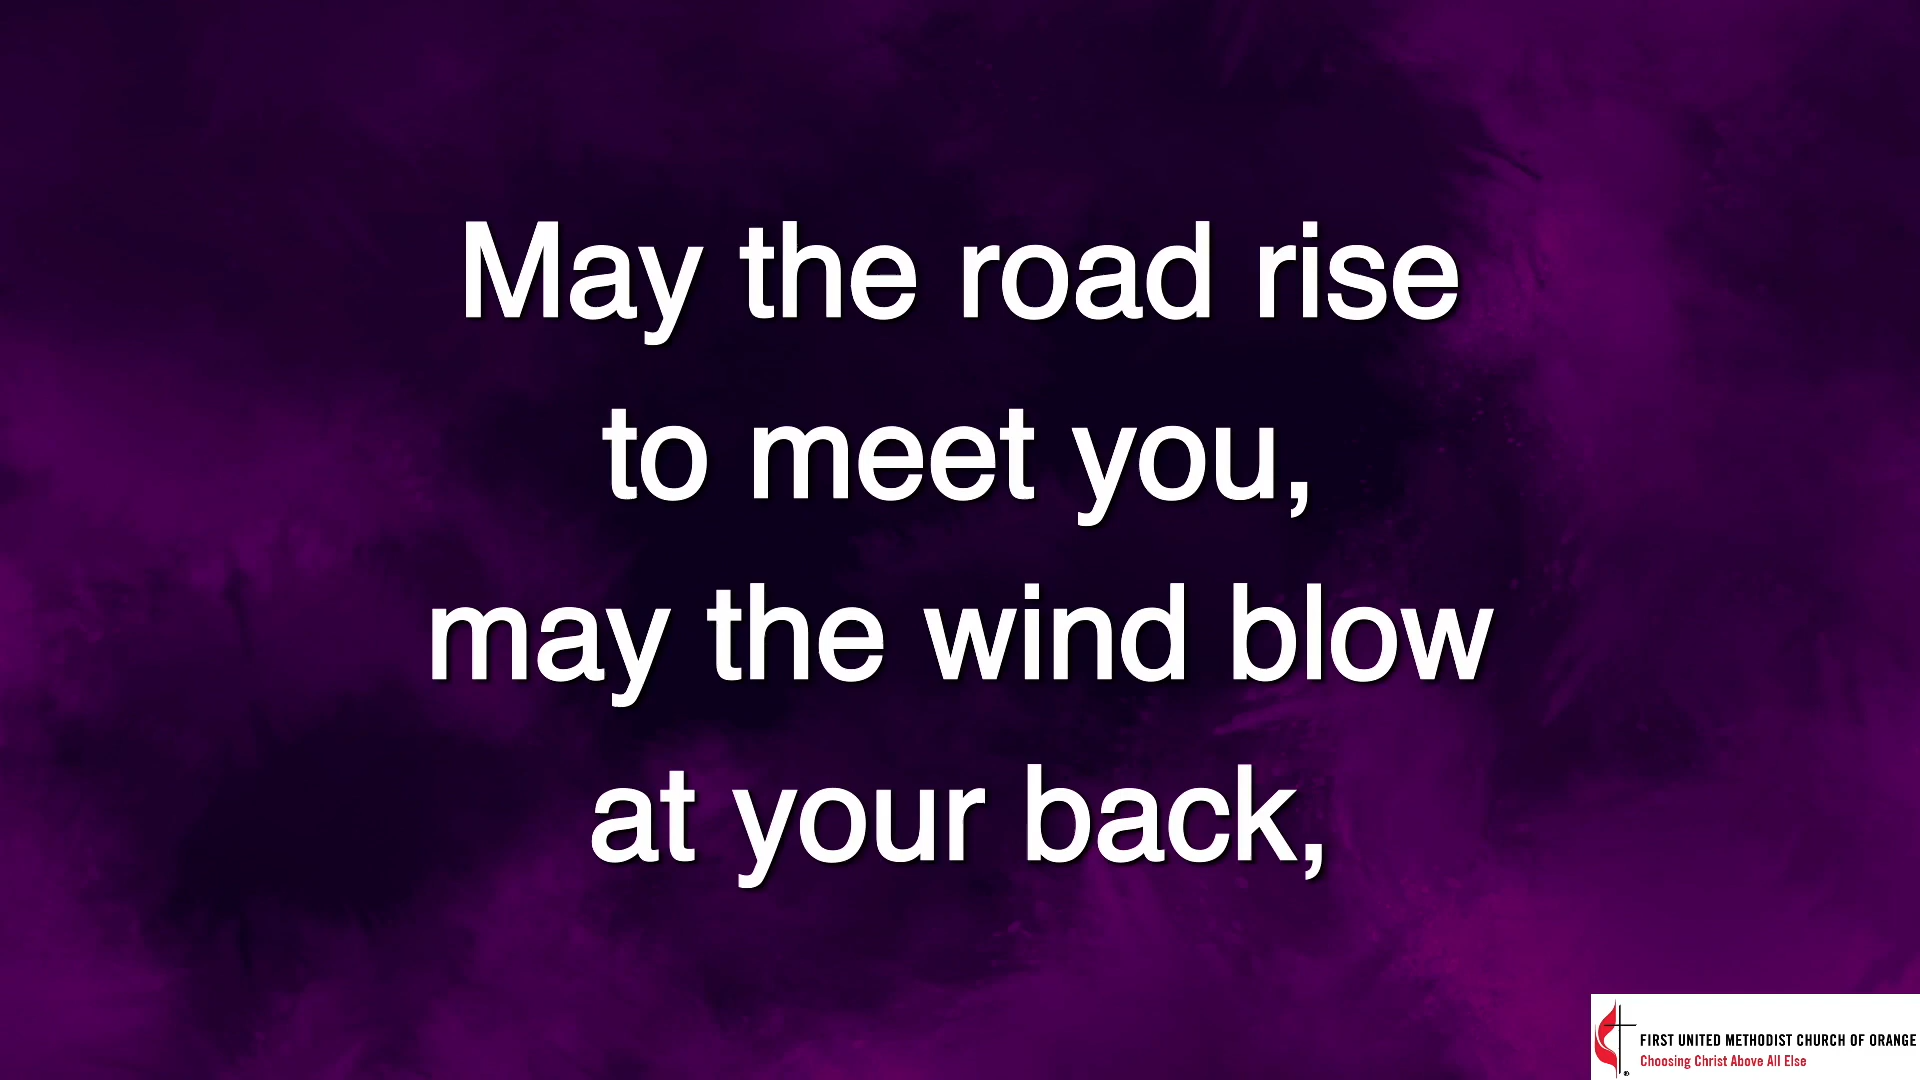 May the road rise
to meet you,
may the wind blow
at your back,
FIRST UNITED METHODIST CHURCH OF ORANGE
Choosing Christ Above All Else
®